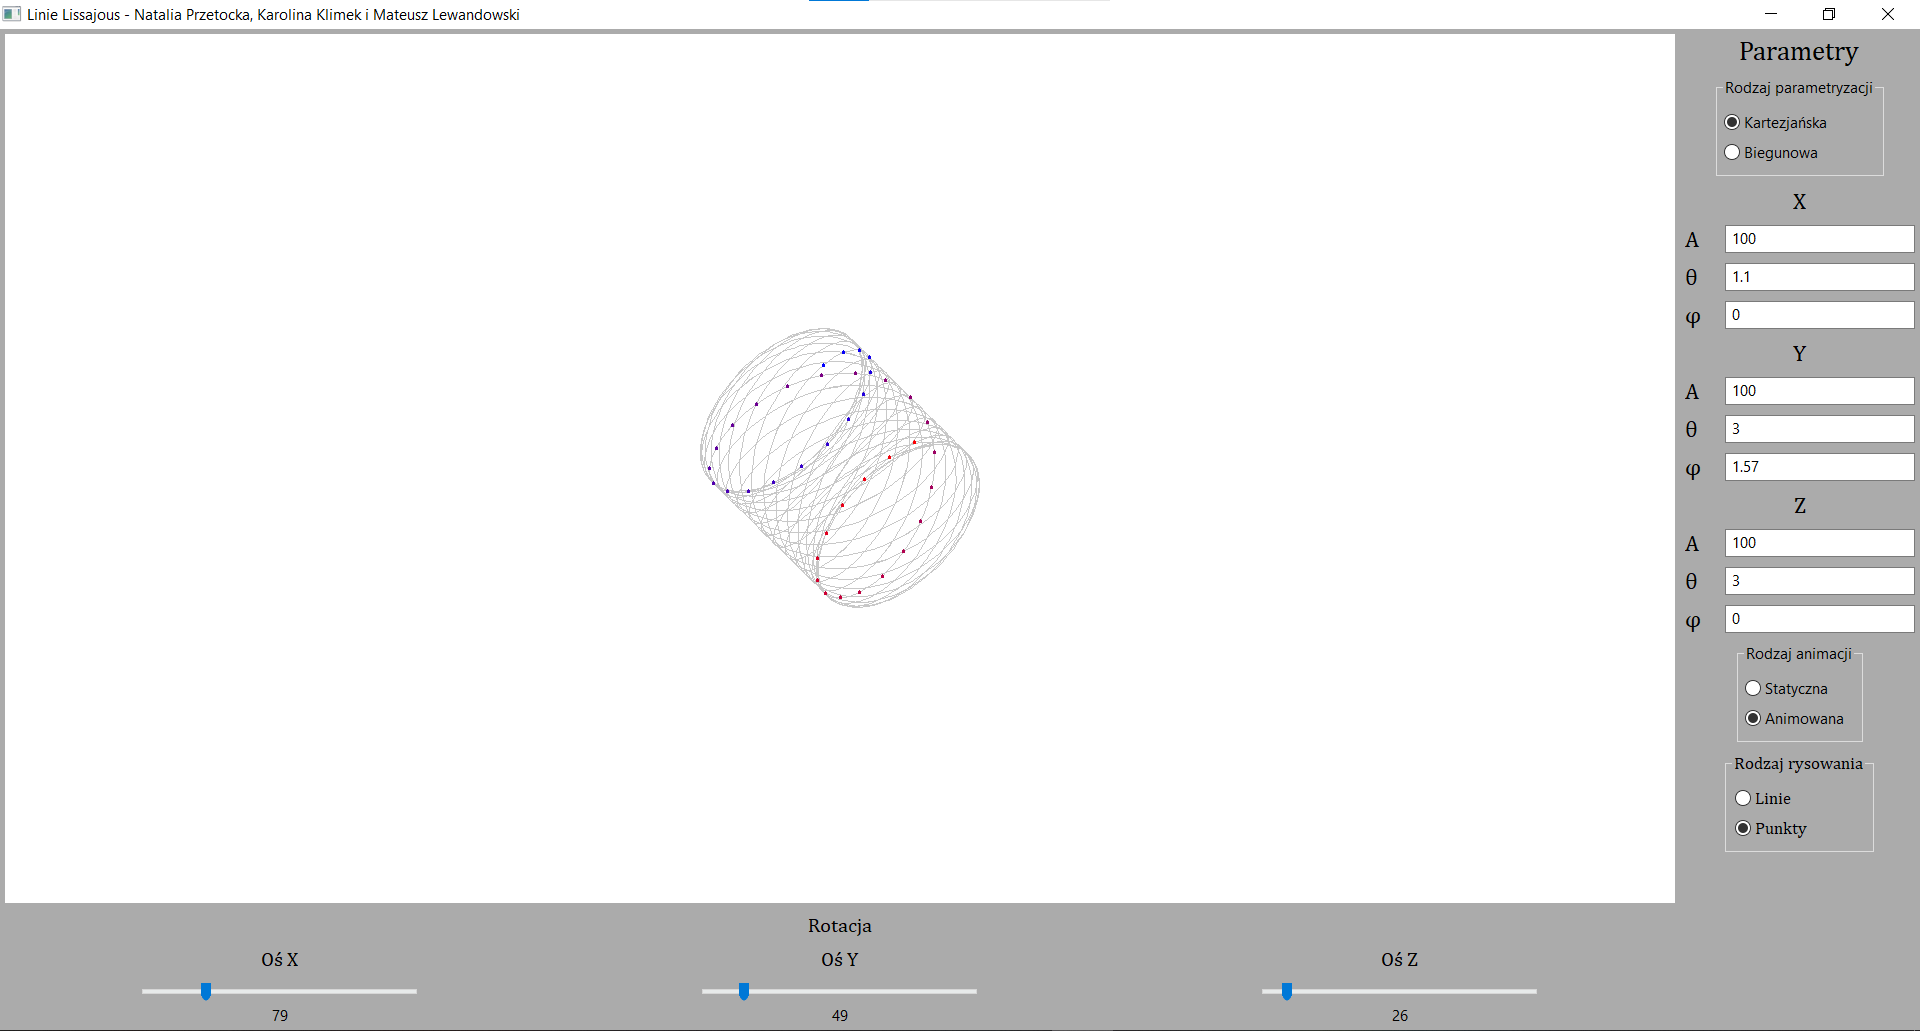 Linie Lissajous - Natalia Przetocka, Karolina Klimek i Mateusz Lewandowski
Parametry
Rodzaj parametryzacji
Kartezjańska
Biegunowa
X
A 100
θ 1.1
φ 0
Y
A 100
θ 3
φ 1.57
Z
A 100
θ 3
φ 0
Rodzaj animacji
Statyczna
Animowana
Rodzaj rysowania
Linie
Punkty
Rotacja
Oś X Oś Y Oś Z
79 49 26